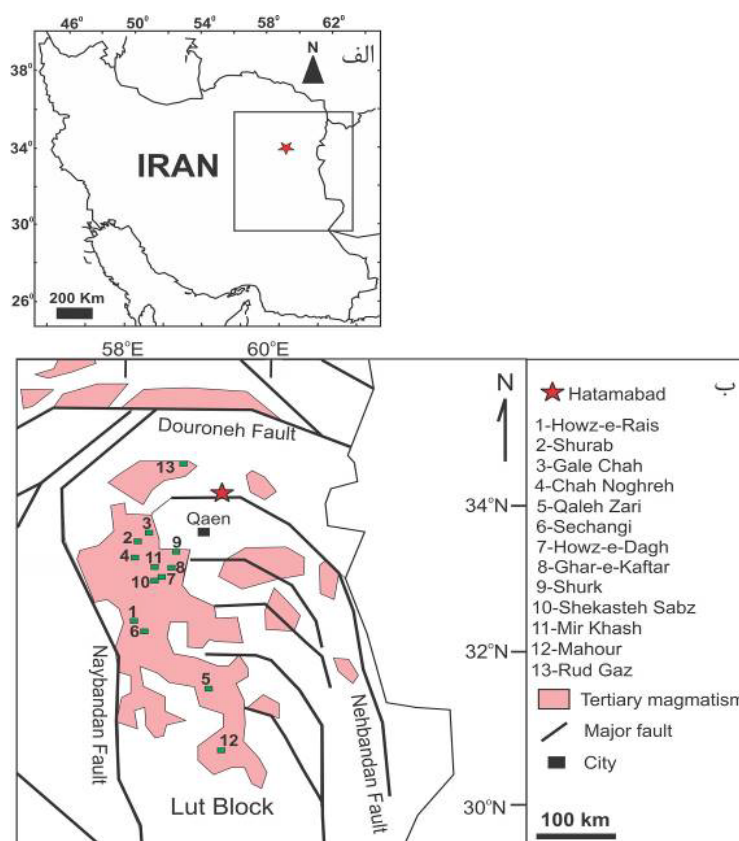 46° 50° 54° 58° 62°
38°
34°
30°
26°
N
الف
IRAN
200 Km
58°E 60°E
34°N
32°N
30°N
N
Douroneh Fault
13
Qaen
3
2
9
4
11
8
7
10
1
6
5
12
Naybandan Fault
Nehbandan Fault
Lut Block
ب
Hatamabad
1-Howz-e-Rais
2-Shurab
3-Gale Chah
4-Chah Noghreh
5-Qaleh Zari
6-Sechangi
7-Howz-e-Dagh
8-Ghar-e-Kaftar
9-Shurk
10-Shekasteh Sabz
11-Mir Khash
12-Mahour
13-Rud Gaz
Tertiary magmatism
Major fault
City
100 km